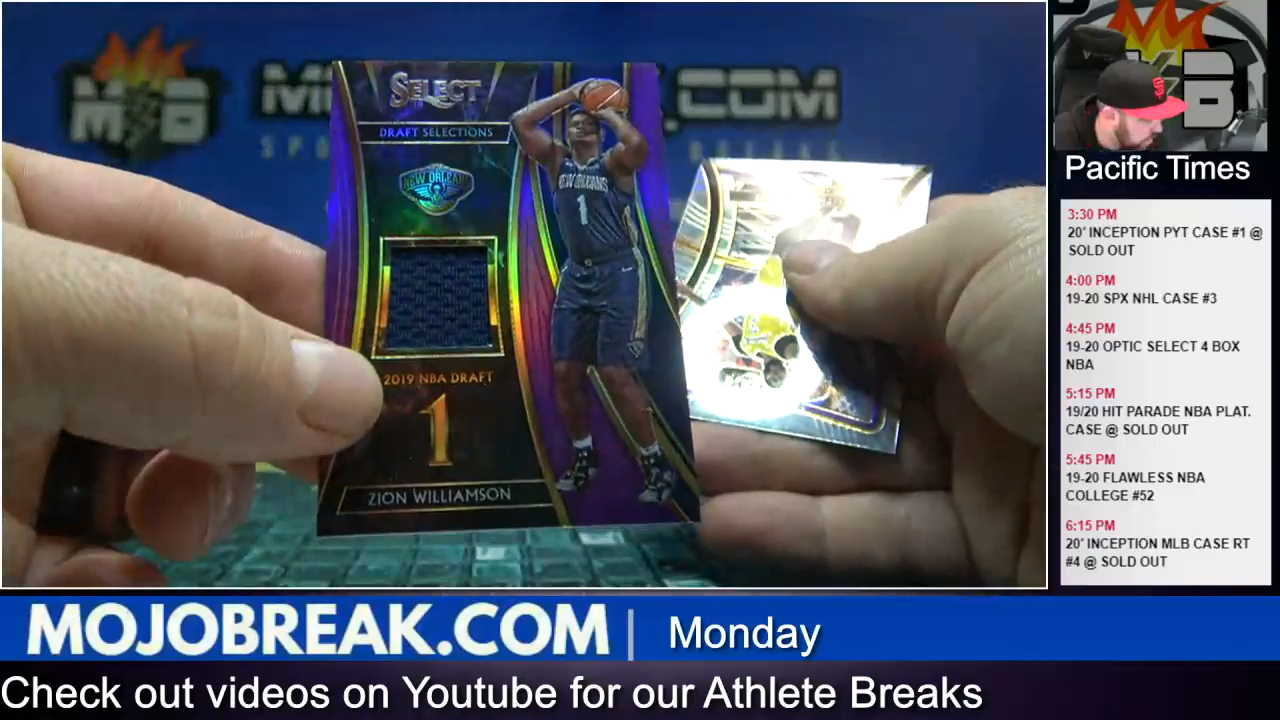 SELECT
DRAFT SELECTIONS
NEW ORLEANS
NEW ORLEANS
1
2019 NBA DRAFT
1
ZION WILLIAMSON
.COM
B
Pacific Times
3:30 PM
20' INCEPTION PYT CASE #1 @
SOLD OUT
4:00 PM
19-20 SPX NHL CASE #3
4:45 PM
19-20 OPTIC SELECT 4 BOX
NBA
5:15 PM
19/20 HIT PARADE NBA PLAT.
CASE @ SOLD OUT
5:45 PM
19-20 FLAWLESS NBA
COLLEGE #52
6:15 PM
20' INCEPTION MLB CASE RT
#4 @ SOLD OUT
MOJOBREAK.COM | Monday
Check out videos on Youtube for our Athlete Breaks